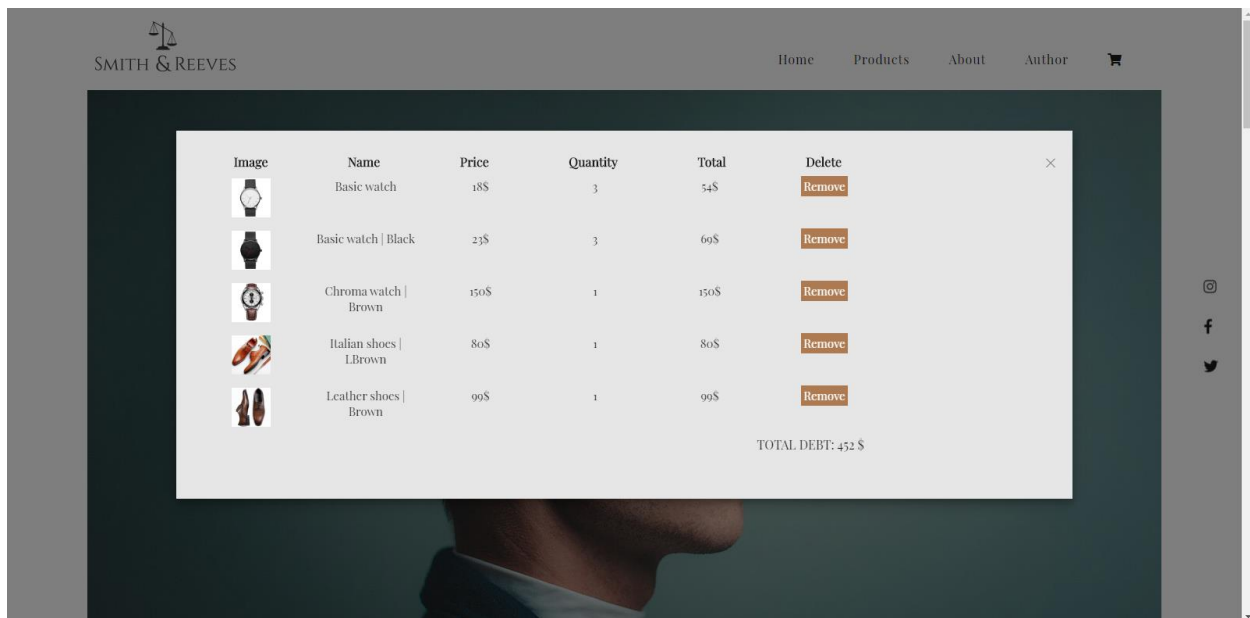 SMITH & REEVES
Home Products About Author
Image Name Price Quantity Total Delete
Basic watch 18$ 3 54$ Remove
Basic watch | Black 23$ 3 69$ Remove
Chroma watch | Brown 150$ 1 150$ Remove
Italian shoes | LBrown 80$ 1 80$ Remove
Leather shoes | Brown 99$ 1 99$ Remove
TOTAL DEBT: 452 $